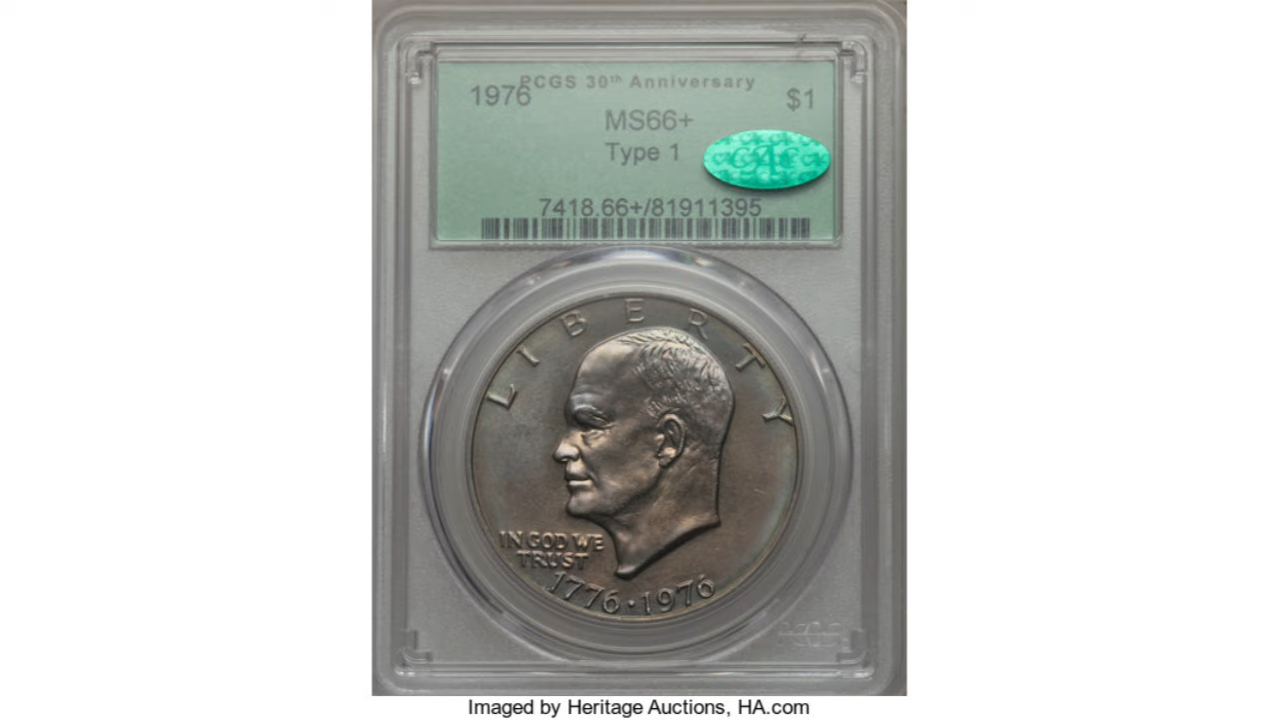 PCGS 30th Anniversary
1976
$1
MS66+
Type 1
CAC
7418.66+/81911395
LIBERTY
IN GOD WE
TRUST
1776·1976
PCGS
Imaged by Heritage Auctions, HA.com